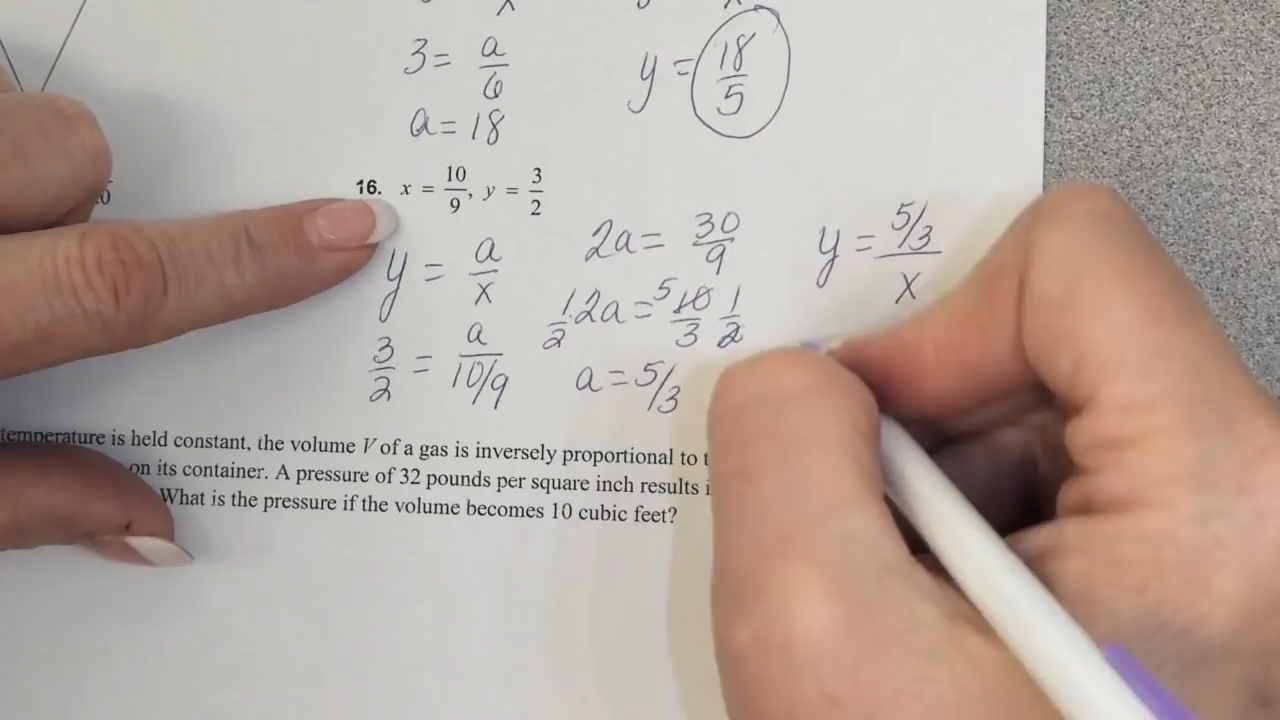 3 = a/6
y = 18/5
a = 18
16. x = 10/9, y = 3/2
y = a/x
3/2 = a/10/9
2a = 30/9
1/2 · 2a = 5 10/3 1/2
a = 5/3
y = 5/3/x
temperature is held constant, the volume V of a gas is inversely proportional to
on its container. A pressure of 32 pounds per square inch results
What is the pressure if the volume becomes 10 cubic feet?